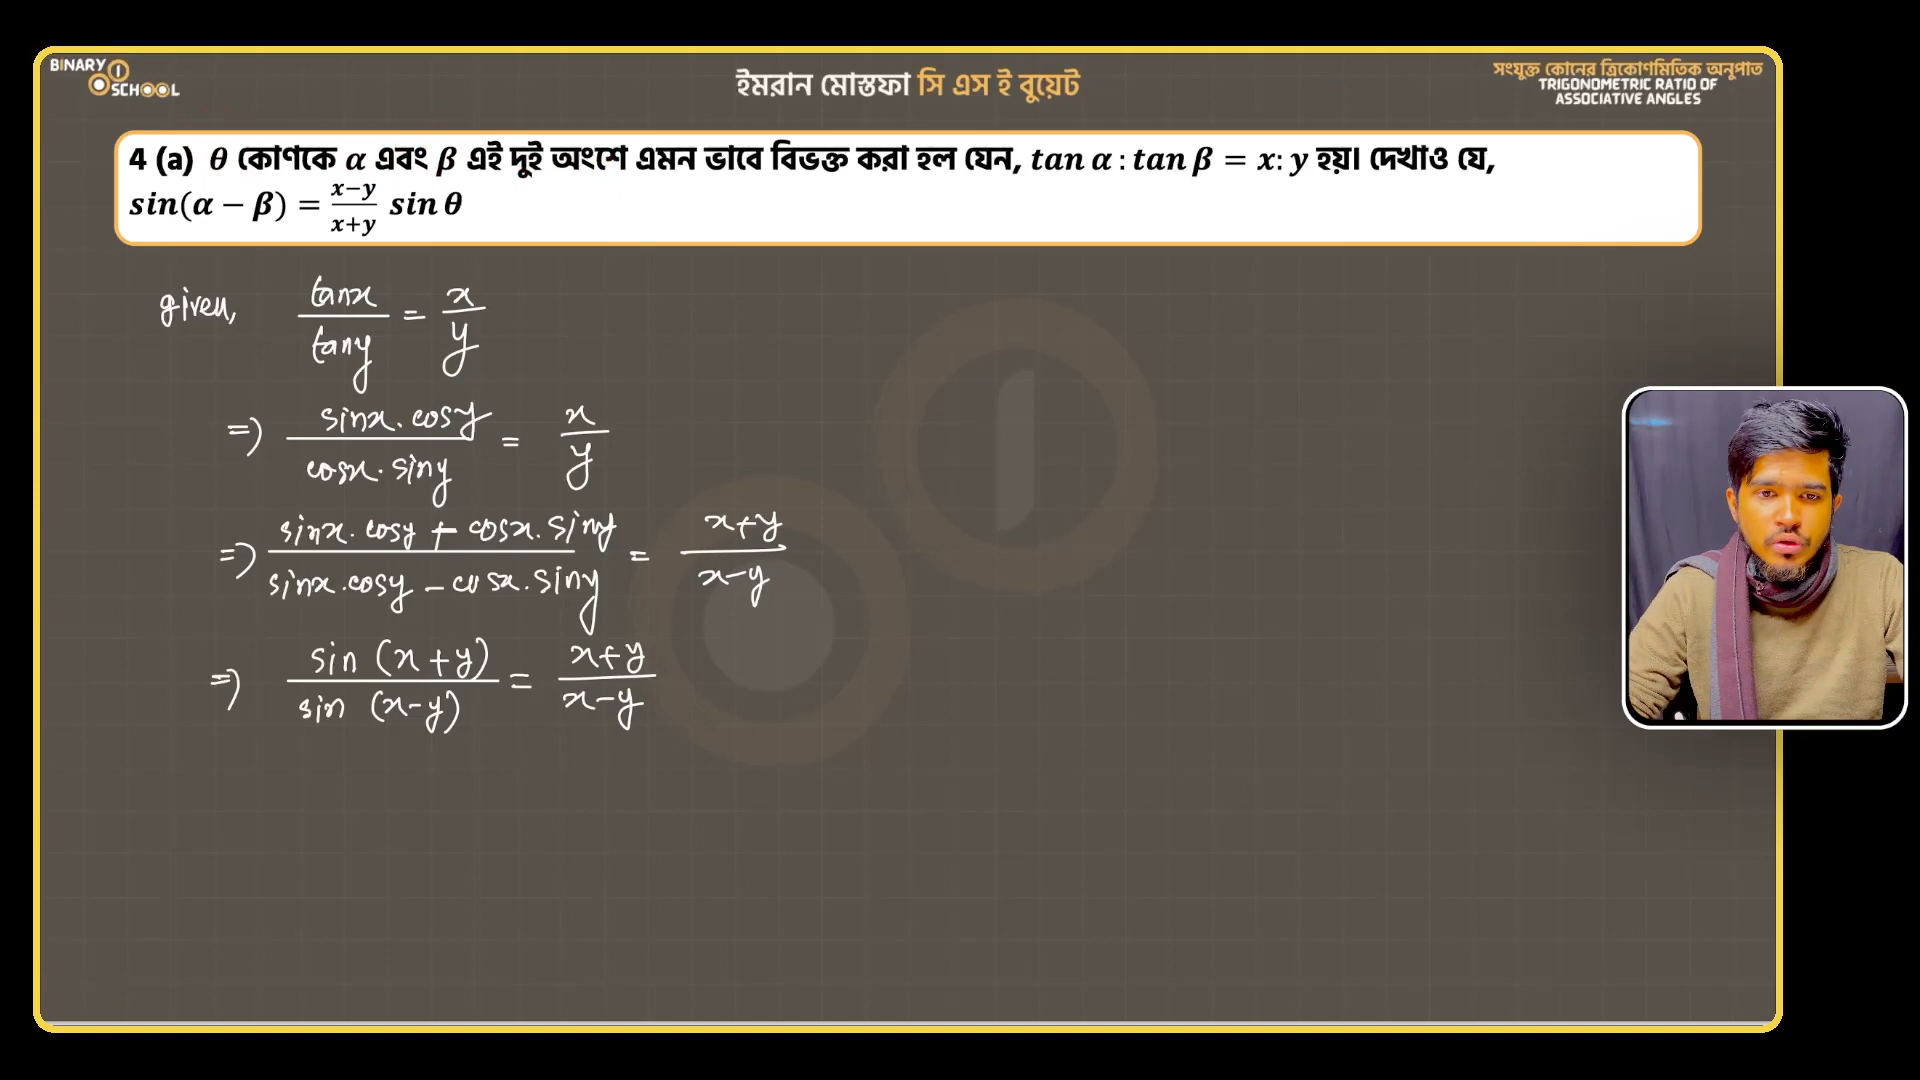 BINARY
SCHOOL
ইমরান মোস্তফা সি এস ই বুয়েট
সংযুক্ত কোনের ত্রিকোণমিতিক অনুপাত
TRIGONOMETRIC RATIO OF
ASSOCIATIVE ANGLES
4 (a) θ কোণকে α এবং β এই দুই অংশে এমন ভাবে বিভক্ত করা হল যেন, tan α : tan β = x: y হয়। দেখাও যে,
sin(α − β) = (x−y)/(x+y) sin θ
given, tanx/tany = x/y
⇒ (sinx. cosy)/(cosx. siny) = x/y
⇒ (sinx. cosy + cosx. siny)/(sinx.cosy − cosx. siny) = (x+y)/(x−y)
⇒ sin (x+y)/sin (x−y) = (x+y)/(x−y)